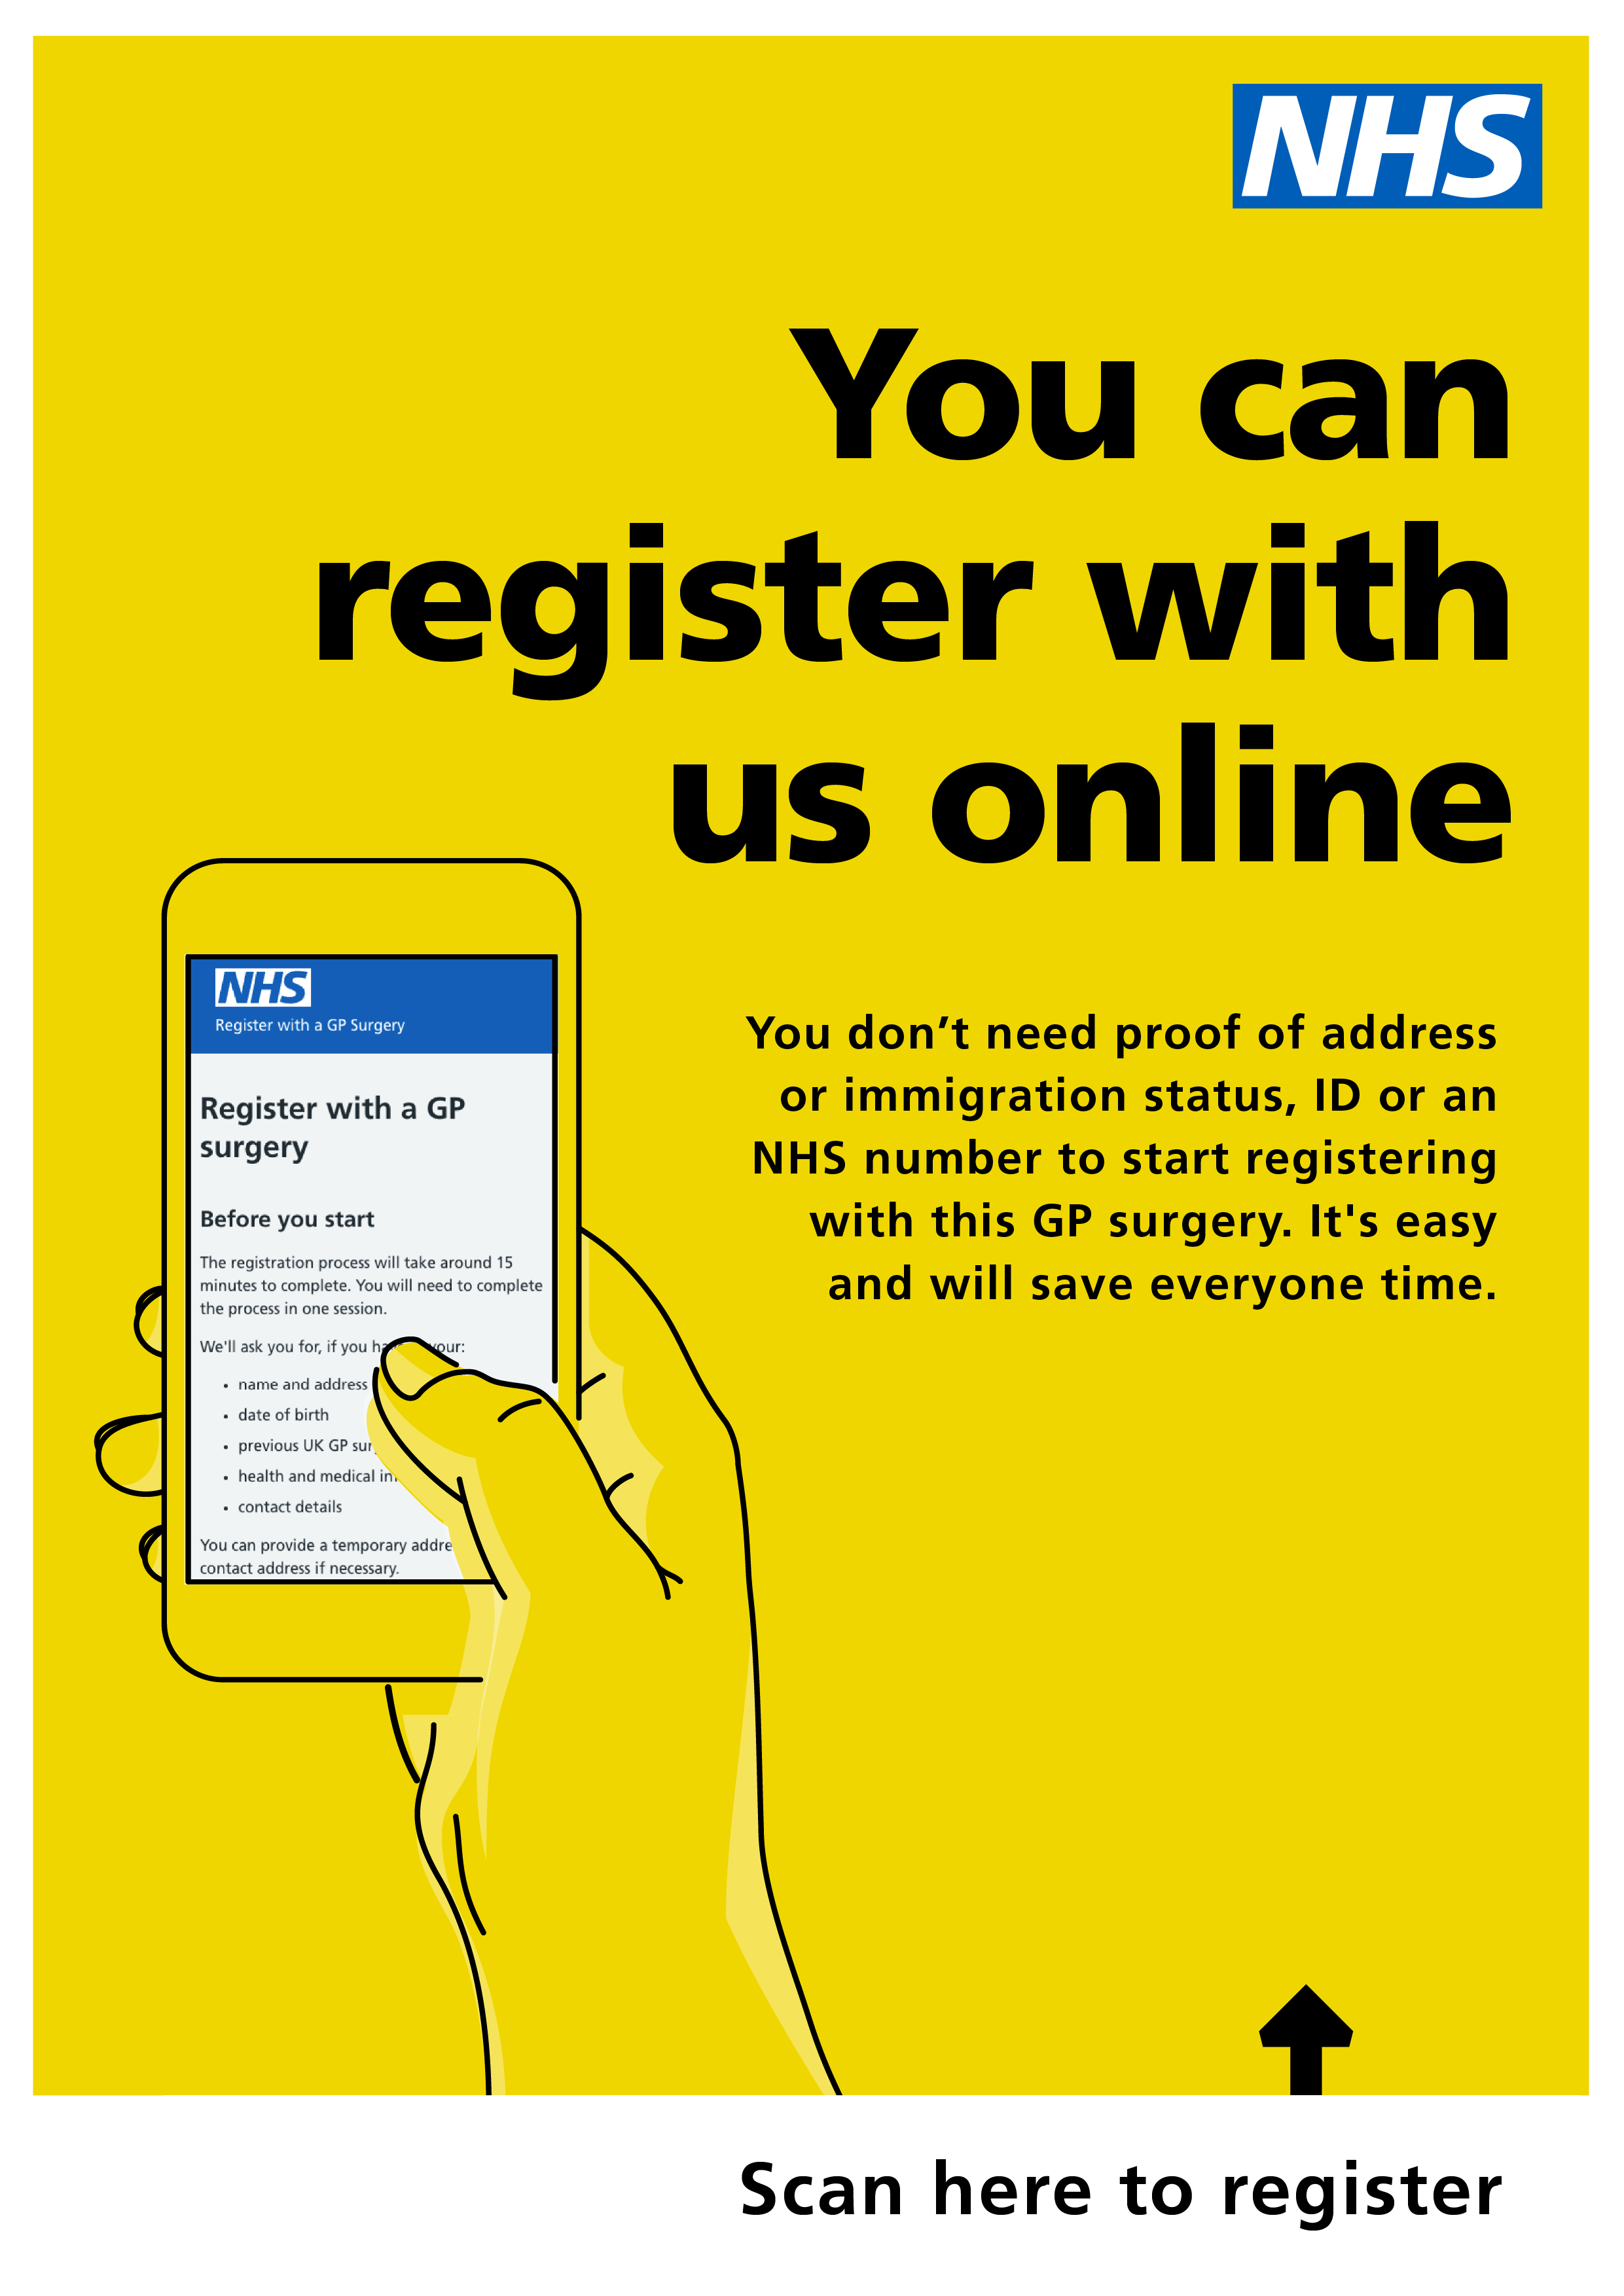 NHS
You can
register with
us online
NHS
Register with a GP Surgery
Register with a GP
surgery
Before you start
The registration process will take around 15
minutes to complete. You will need to complete
the process in one session.
We'll ask you for, if you your:
• name and address
• date of birth
• previous UK GP
• health and medical
• contact details
You can provide a temporary
contact address if necessary.
You don’t need proof of address
or immigration status, ID or an
NHS number to start registering
with this GP surgery. It's easy
and will save everyone time.
Scan here to register